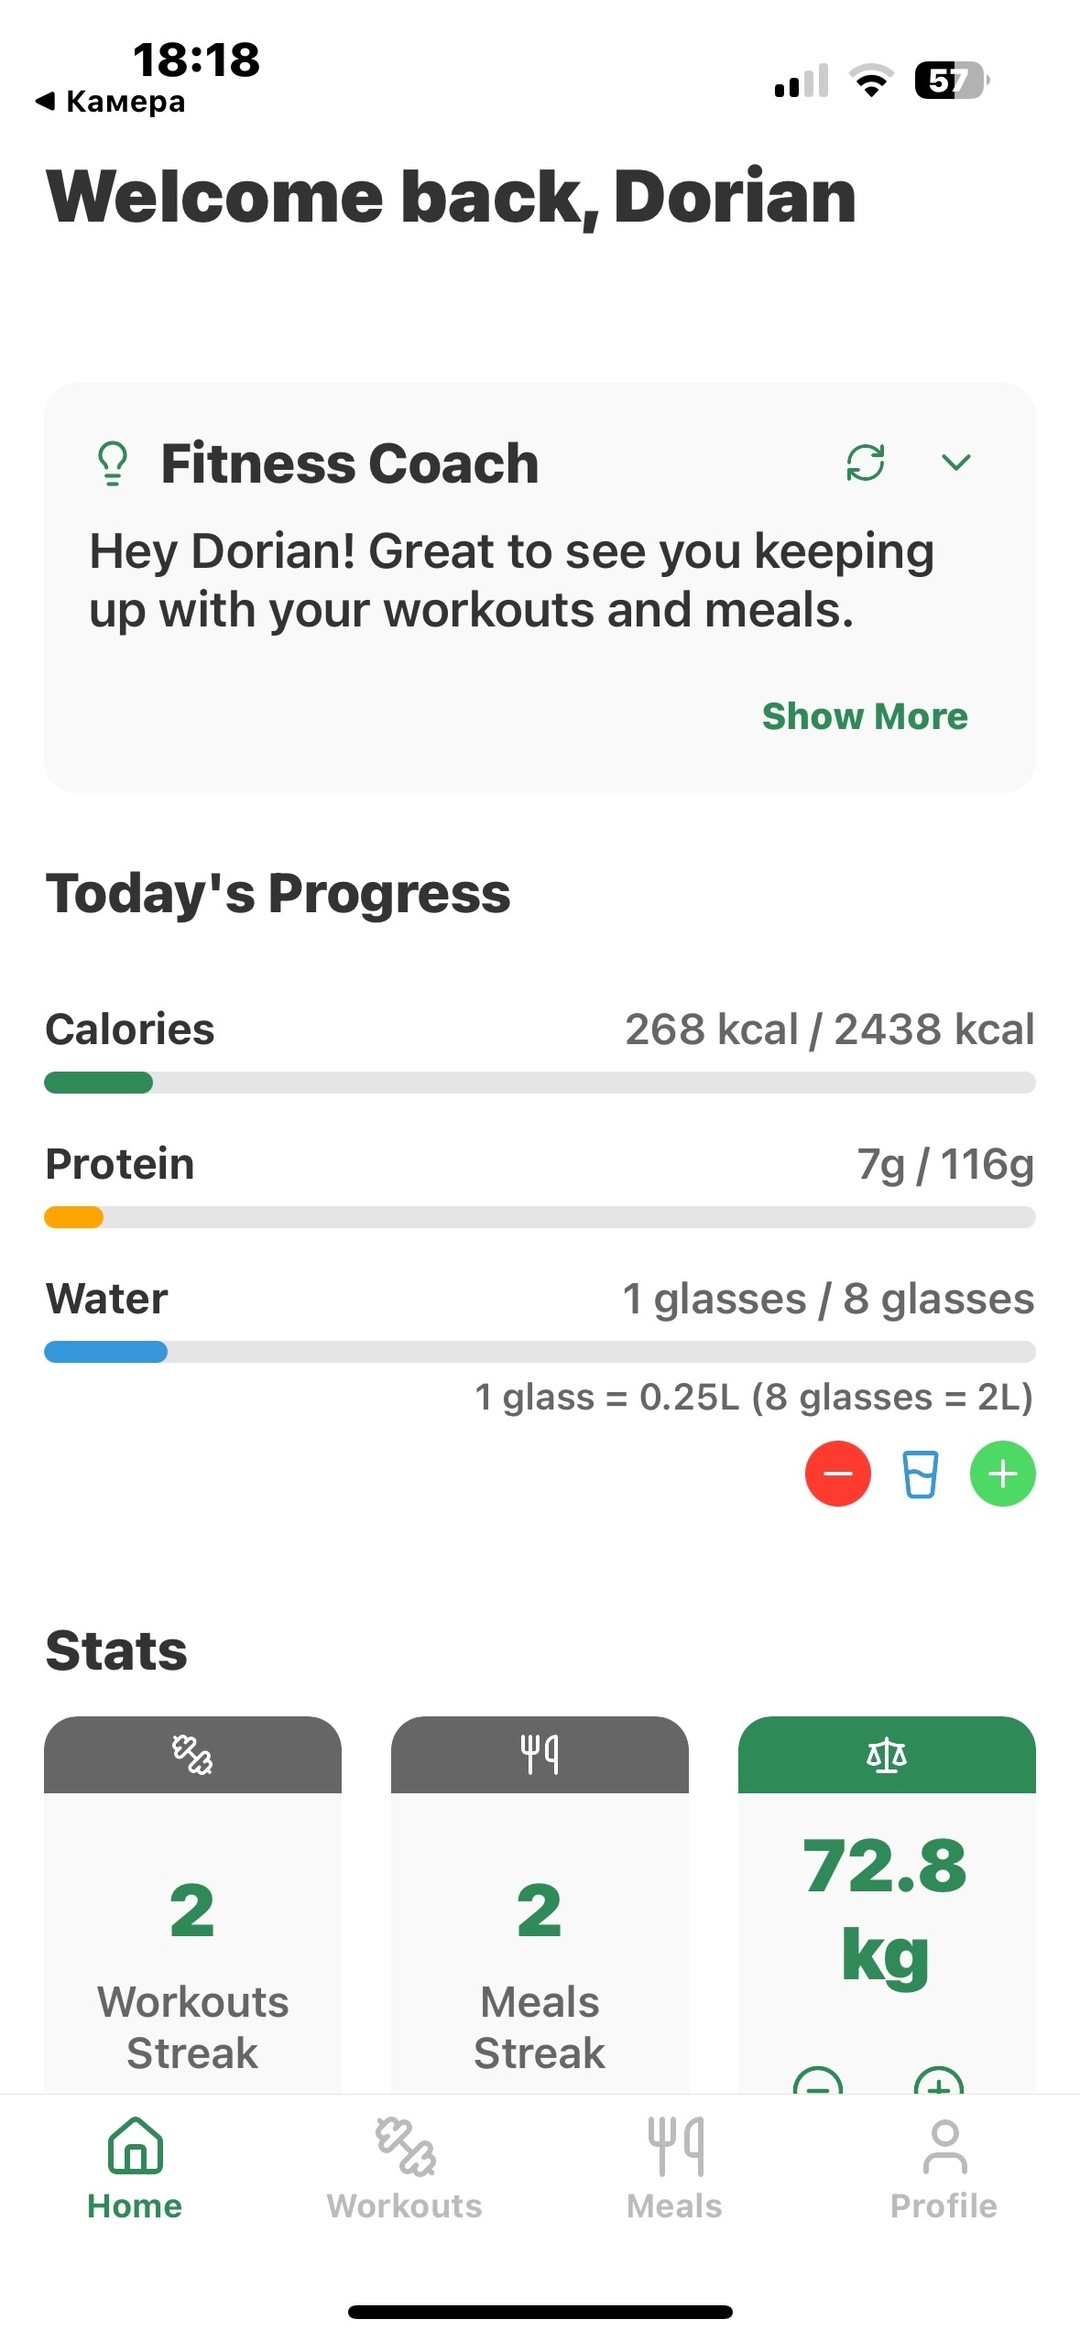 18:18
◀ Камера
57
Welcome back, Dorian
Fitness Coach
Hey Dorian! Great to see you keeping
up with your workouts and meals.
Show More
Today's Progress
Calories 268 kcal / 2438 kcal
Protein 7g / 116g
Water 1 glasses / 8 glasses
1 glass = 0.25L (8 glasses = 2L)
Stats
2
Workouts
Streak
2
Meals
Streak
72.8
kg
Home
Workouts
Meals
Profile